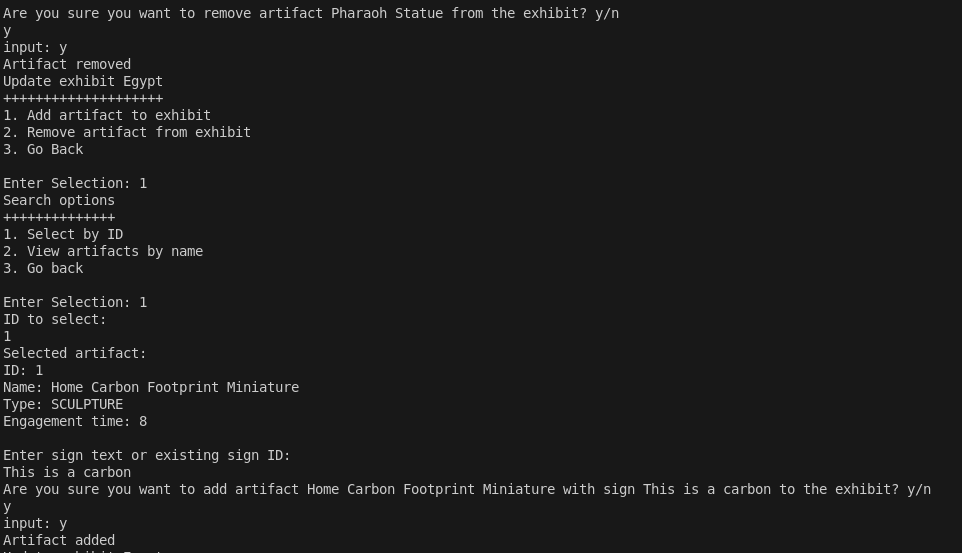 Are you sure you want to remove artifact Pharaoh Statue from the exhibit? y/n
y
input: y
Artifact removed
Update exhibit Egypt
++++++++++++++++++++
1. Add artifact to exhibit
2. Remove artifact from exhibit
3. Go Back
Enter Selection: 1
Search options
++++++++++++++
1. Select by ID
2. View artifacts by name
3. Go back
Enter Selection: 1
ID to select:
1
Selected artifact:
ID: 1
Name: Home Carbon Footprint Miniature
Type: SCULPTURE
Engagement time: 8
Enter sign text or existing sign ID:
This is a carbon
Are you sure you want to add artifact Home Carbon Footprint Miniature with sign This is a carbon to the exhibit? y/n
y
input: y
Artifact added